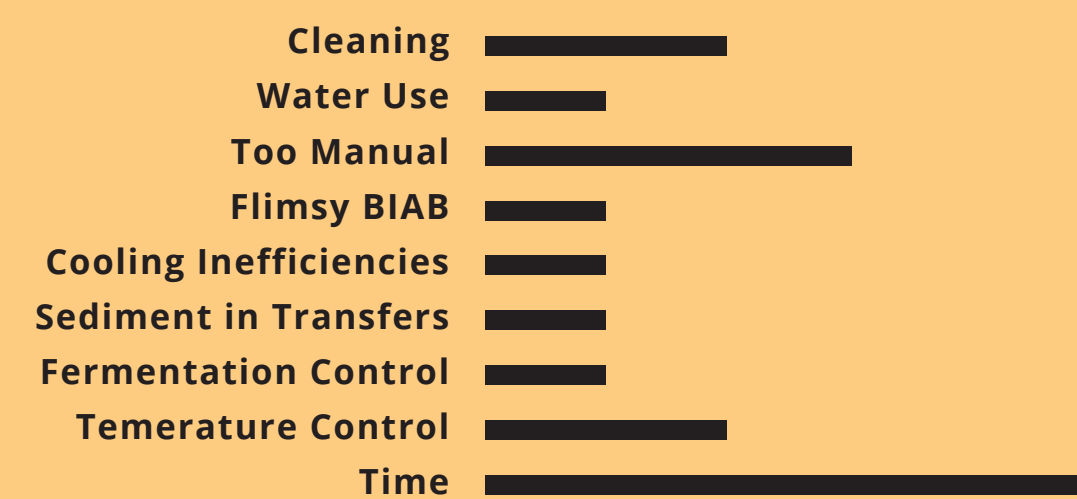 Cleaning
Water Use
Too Manual
Flimsy BIAB
Cooling Inefficiencies
Sediment in Transfers
Fermentation Control
Temerature Control
Time